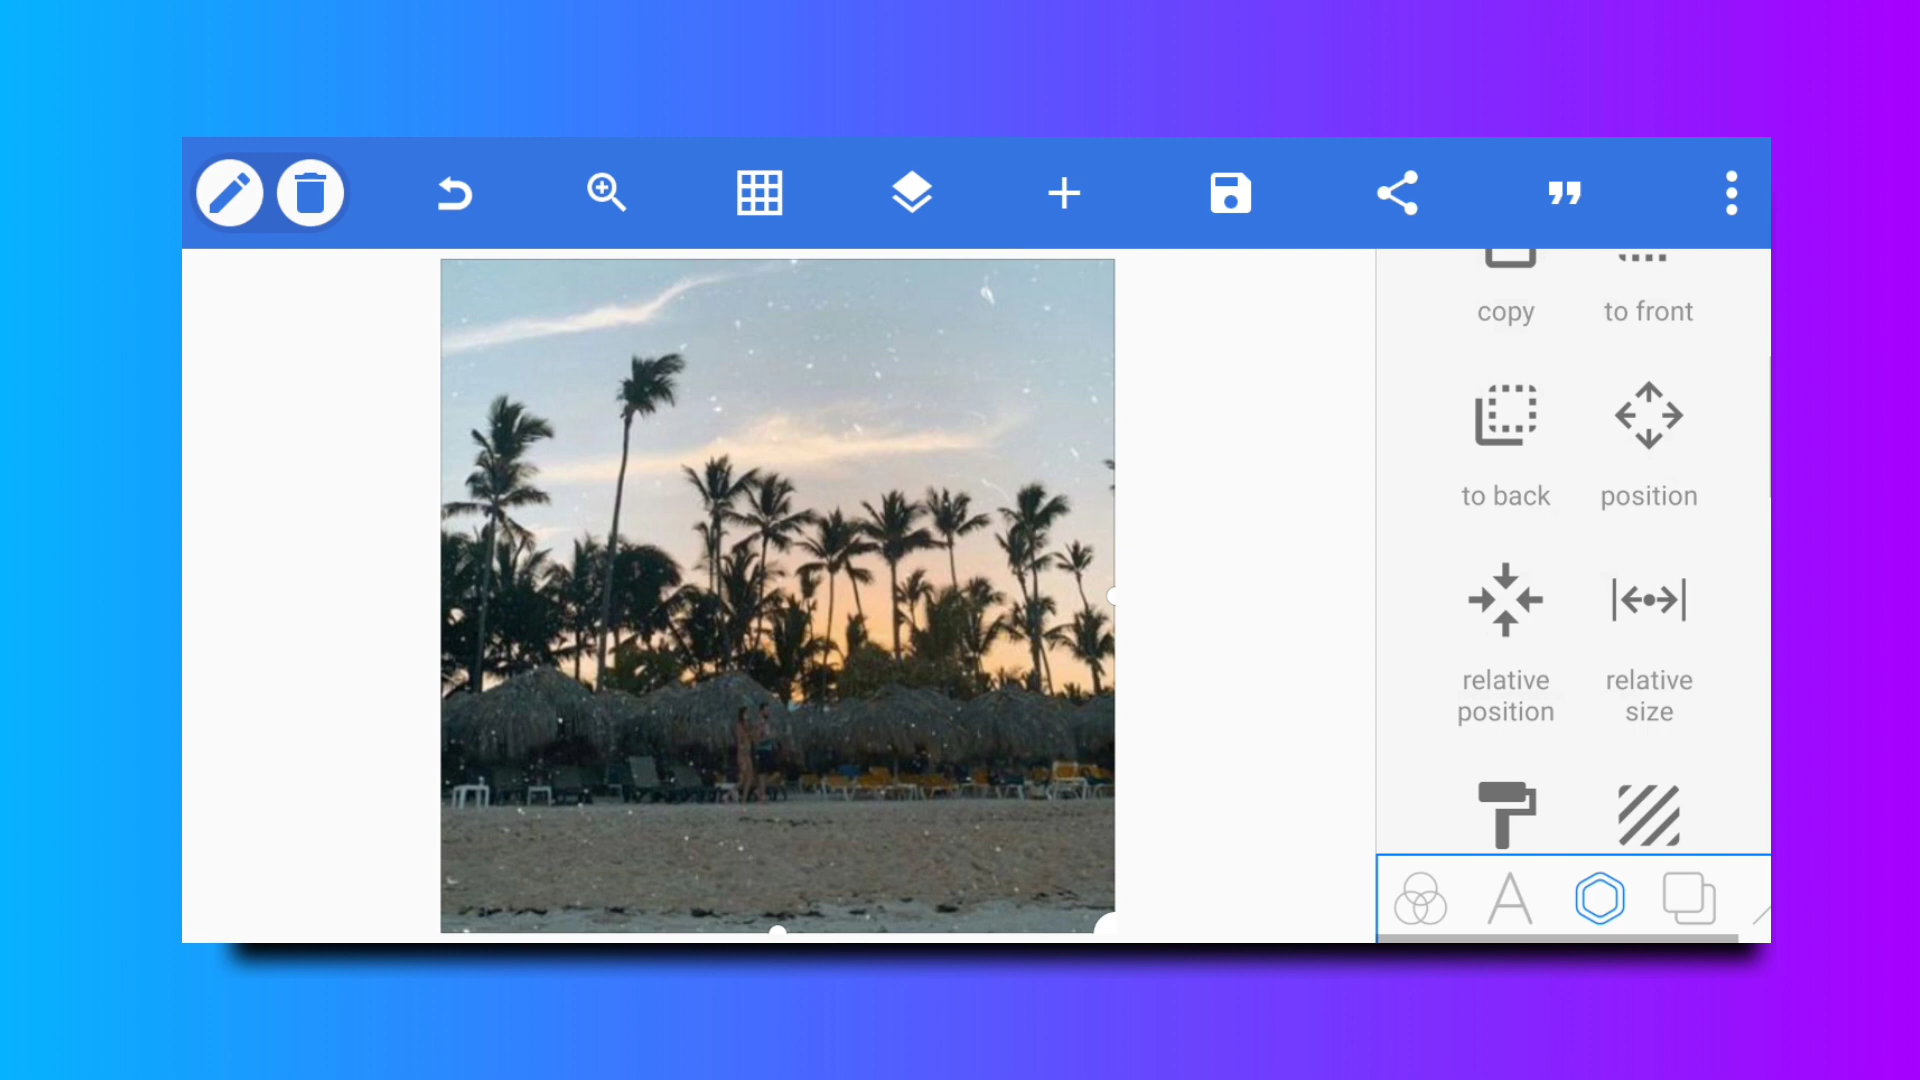 copy
to front
to back
position
relative
position
relative
size